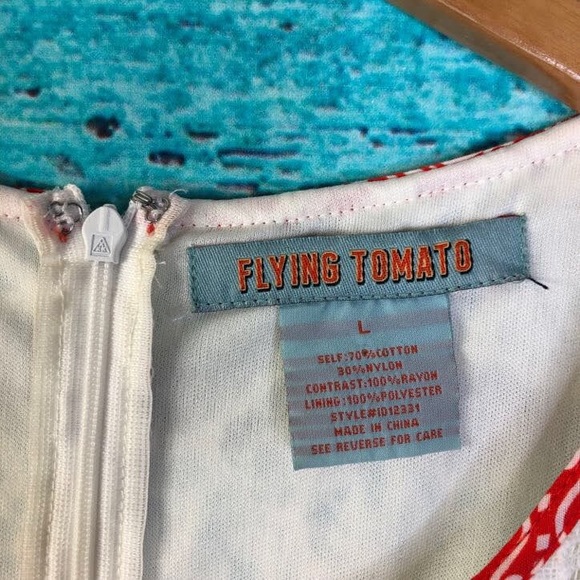 FLYING TOMATO
L
SELF:70%COTTON
30%NYLON
CONTRAST:100%RAYON
LINING:100%POLYESTER
STYLE#ID12331
MADE IN CHINA
SEE REVERSE FOR CARE